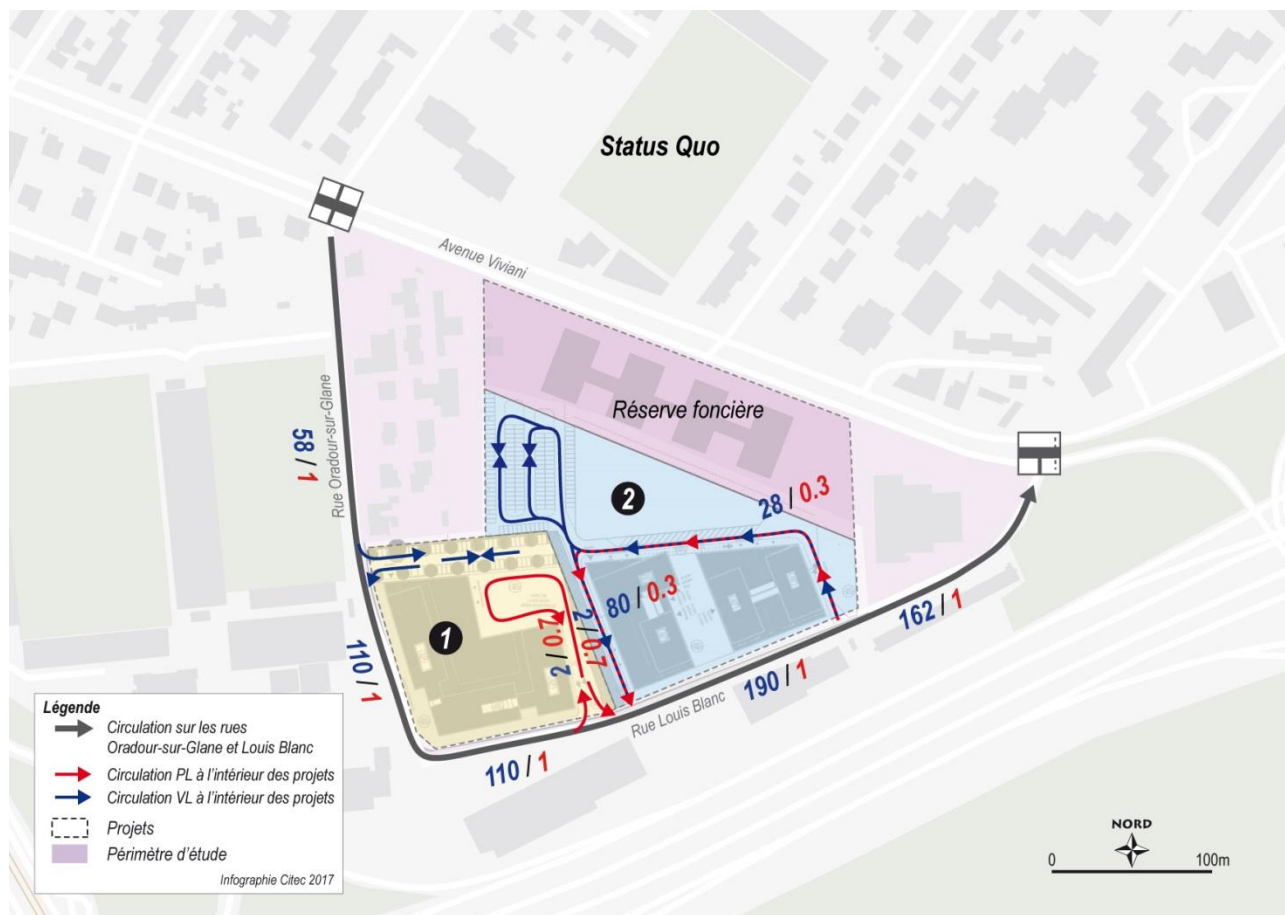 Status Quo
Avenue Viviani
Réserve foncière
58 / 1
Rue Oradour-sur-Glane
2
28 / 0.3
80 / 0.3
2 / 0.7
2 / 0.7
1
162 / 1
110 / 1
190 / 1
Rue Louis Blanc
110 / 1
Légende
Circulation sur les rues
Oradour-sur-Glane et Louis Blanc
Circulation PL à l'intérieur des projets
Circulation VL à l'intérieur des projets
Projets
Périmètre d'étude
Infographie Citec 2017
NORD
0 100m